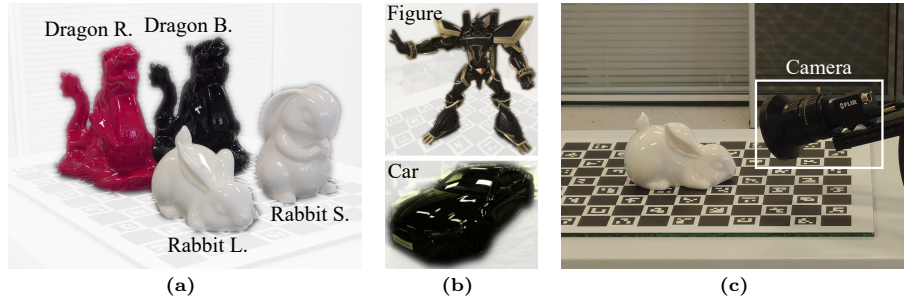 Dragon R.
Dragon B.
Rabbit S.
Rabbit L.
(a)
Figure
Car
(b)
Camera
FLIR
(c)